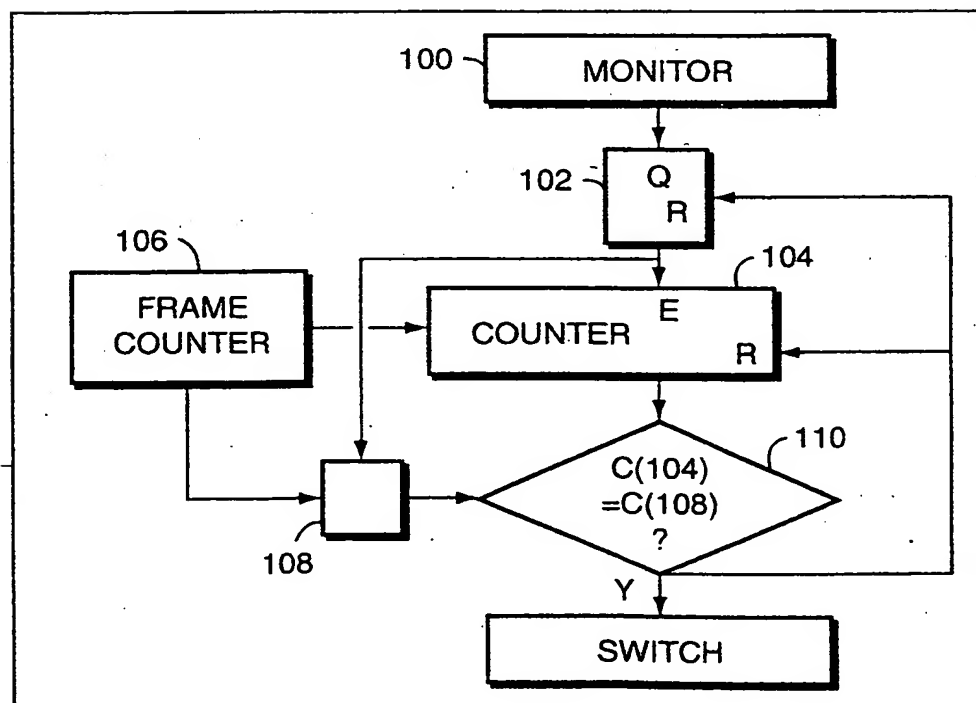 100
MONITOR
102
Q
R
106
104
FRAME
COUNTER
E
COUNTER
R
110
C(104)
=C(108)
?
108
Y
SWITCH